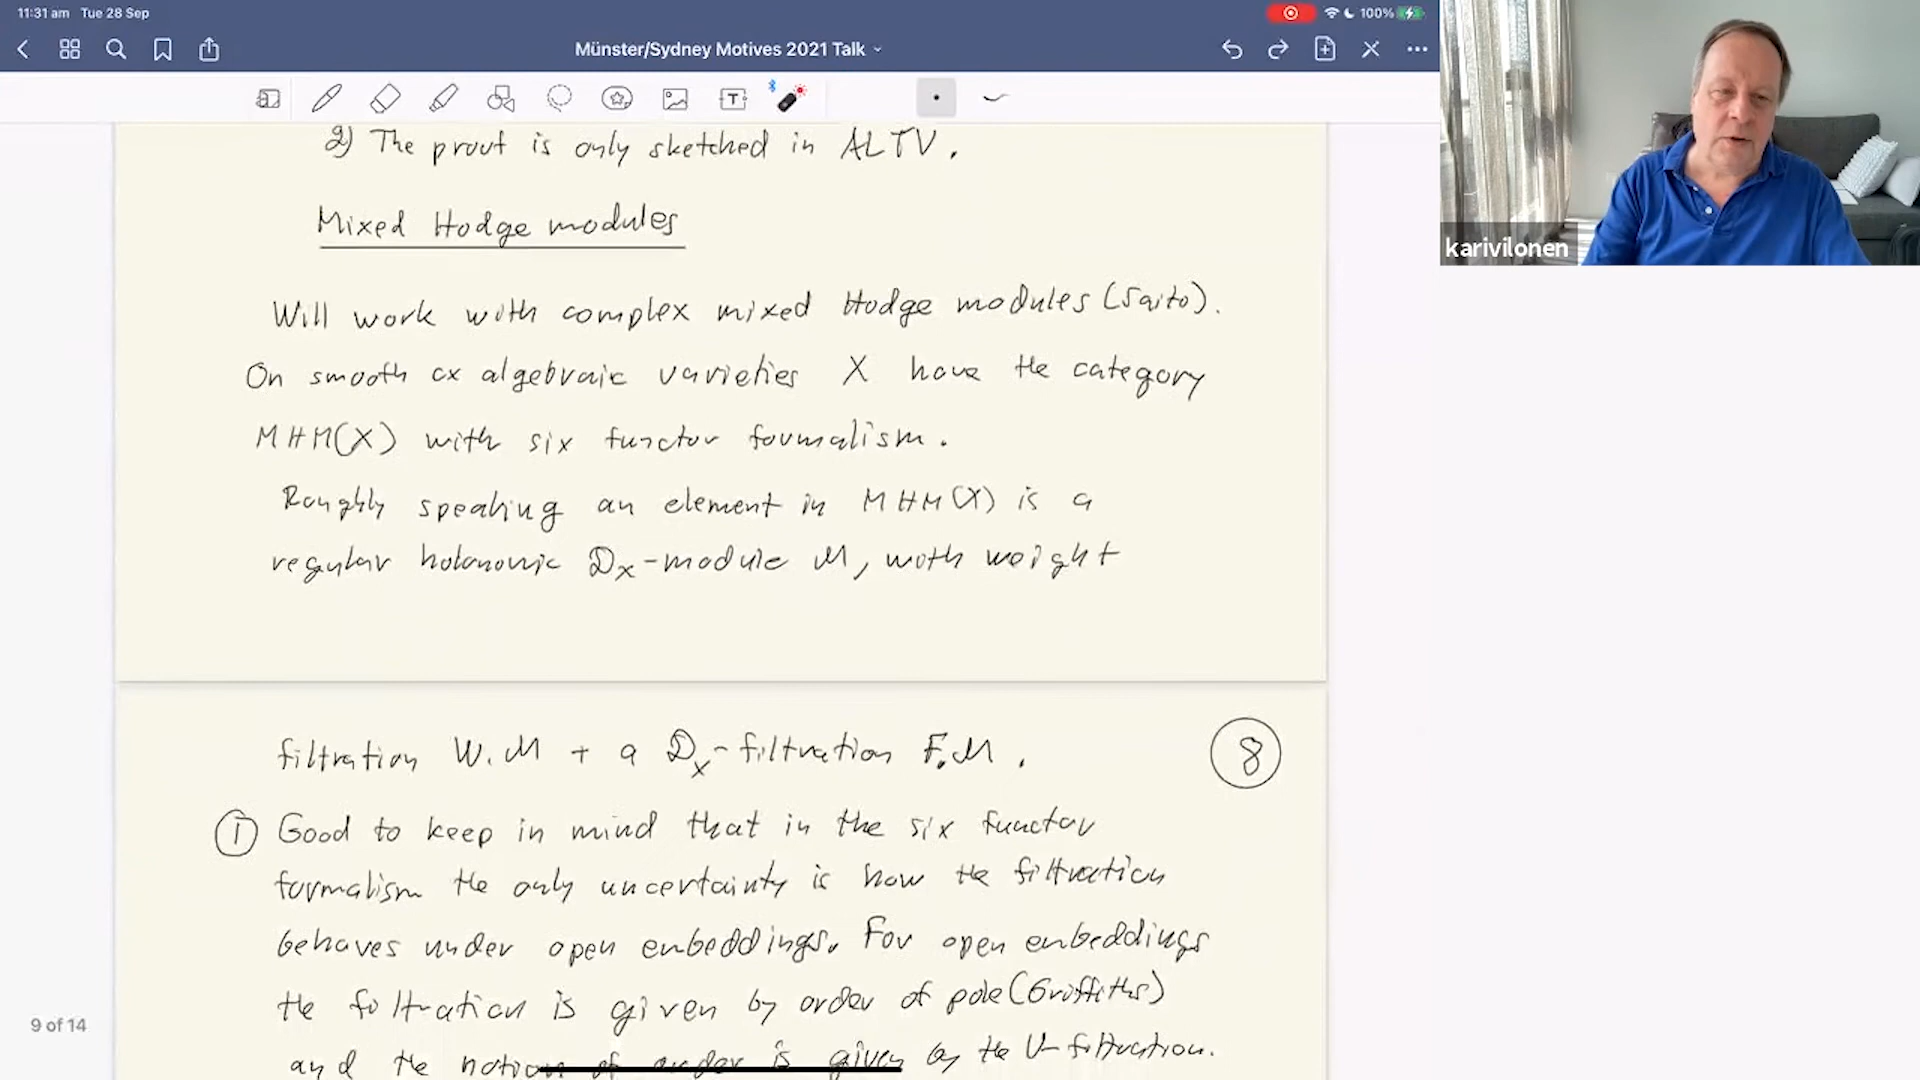 11:31 am Tue 28 Sep
100%
Münster/Sydney Motives 2021 Talk
T
karivilonen
2) The proof is only sketched in ALTV.
Mixed Hodge modules
Will work with complex mixed Hodge modules (Saito).
On smooth cx algebraic varieties X have the category
MHM(X) with six functor formalism.
Roughly speaking an element in MHM(X) is a
regular holonomic 𝒟_X-module M, with weight
filtration W.M + a 𝒟_X-filtration F.M.
8
① Good to keep in mind that in the six functor
formalism the only uncertainty is how the filtration
behaves under open embeddings. For open embeddings
the filtration is given by order of pole (Griffiths)
and the notion of order is given by the V-filtration.
9 of 14